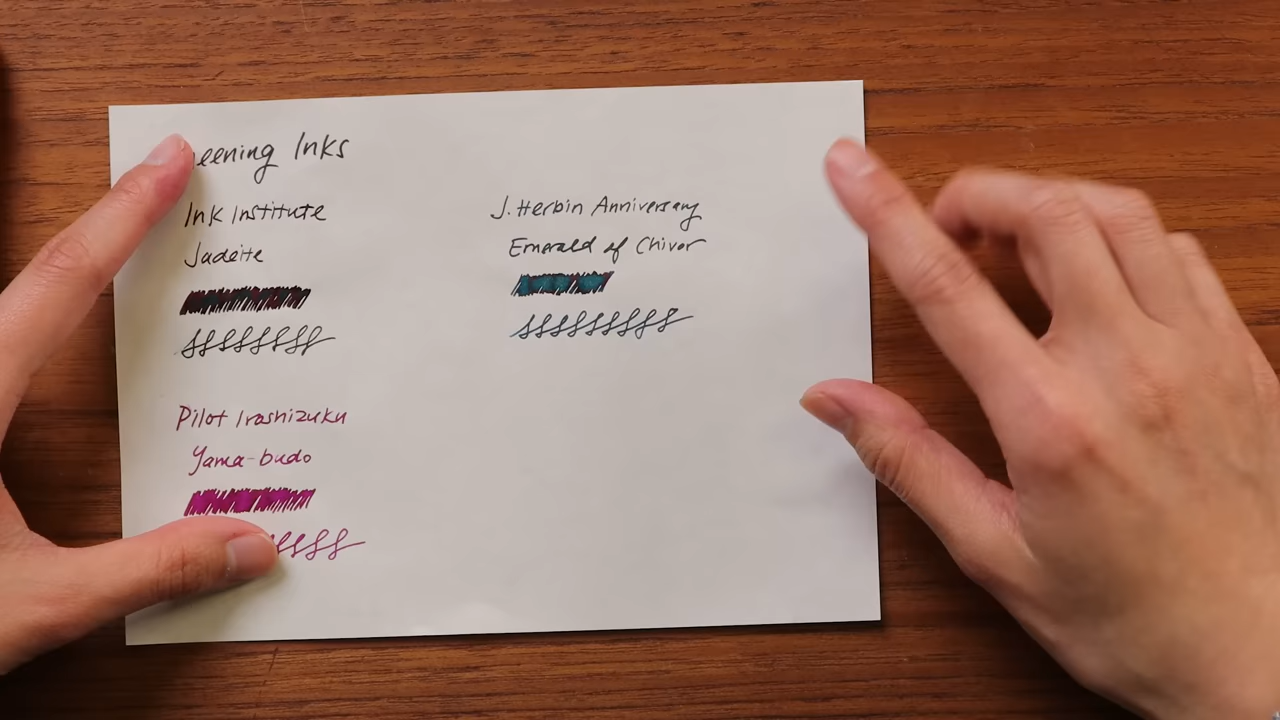 eening Inks
Ink Institute
Jadeite
J. Herbin Anniversary
Emerald of Chivor
Pilot Iroshizuku
Yama-budo